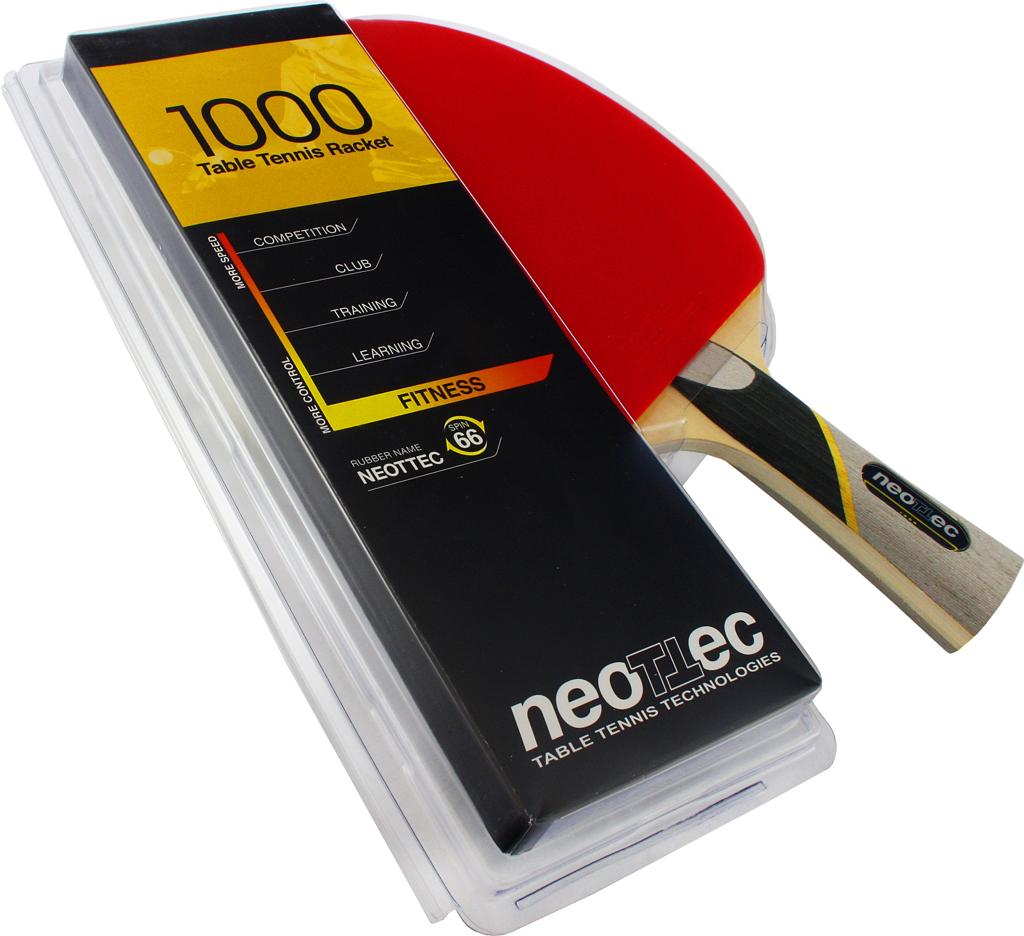 1000
Table Tennis Racket
MORE SPEED
COMPETITION
CLUB
TRAINING
LEARNING
MORE CONTROL
FITNESS
RUBBER NAME
NEOTTEC
SPIN
66
neoTTec
TABLE TENNIS TECHNOLOGIES
neoTTec